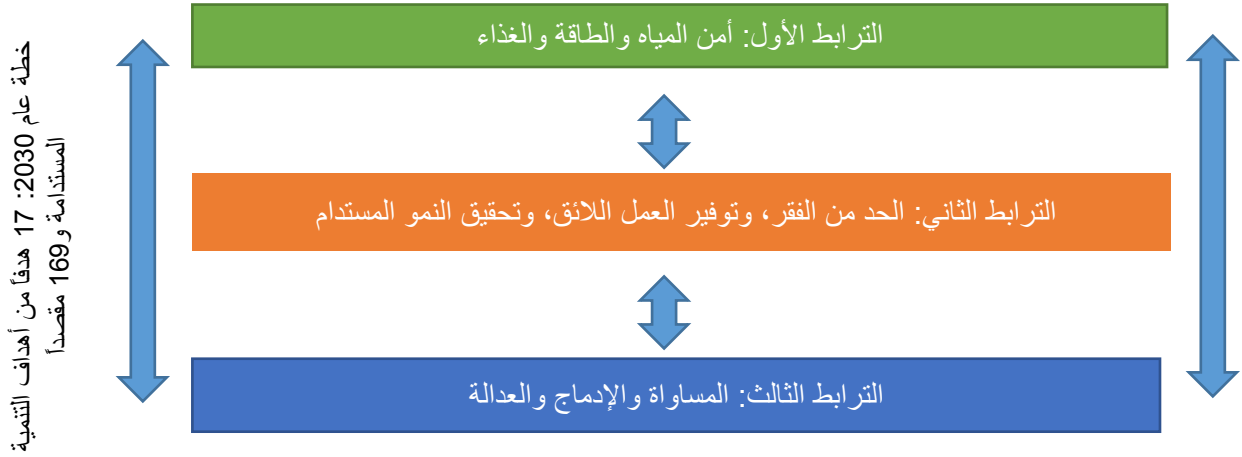 الترابط الأول: أمن المياه والطاقة والغذاء
الترابط الثاني: الحد من الفقر، وتوفير العمل اللائق، وتحقيق النمو المستدام
الترابط الثالث: المساواة والإدماج والعدالة
خطة عام 2030: 17 هدفاً من أهداف التنمية
المستدامة و169 مقصداً